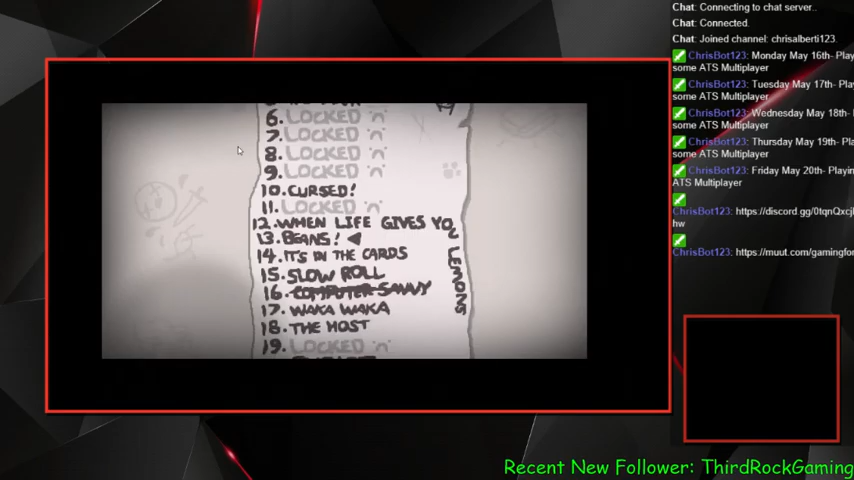 6. LOCKED "n"
7. LOCKED "n"
8. LOCKED "n"
9. LOCKED "n"
10. CURSED!
11. LOCKED "n"
12. WHEN LIFE GIVES YOU LEMONS
13. BEANS!
14. IT'S IN THE CARDS
15. SLOW ROLL
16. COMPUTER SAVVY
17. WAKA WAKA
18. THE HOST
19. LOCKED "n"
Chat: Connecting to chat server..
Chat: Connected.
Chat: Joined channel: chrisalberti123.
ChrisBot123: Monday May 16th- Play
some ATS Multiplayer
ChrisBot123: Tuesday May 17th- Pla
some ATS Multiplayer
ChrisBot123: Wednesday May 18th-
some ATS Multiplayer
ChrisBot123: Thursday May 19th- Pl
some ATS Multiplayer
ChrisBot123: Friday May 20th- Playin
ATS Multiplayer
ChrisBot123: https://discord.gg/0tqnQxcj
hw
ChrisBot123: https://muut.com/gamingfor
Recent New Follower: ThirdRockGaming